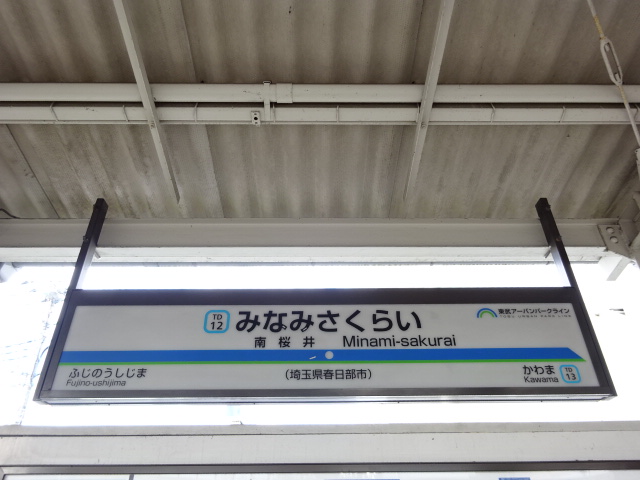 TD
12
みなみさくらい
南桜井 Minami-sakurai
東武アーバンパークライン
TOBU URBAN PARK LINE
ふじのうしじま
Fujino-ushijima
(埼玉県春日部市)
かわま
Kawama
TD
13